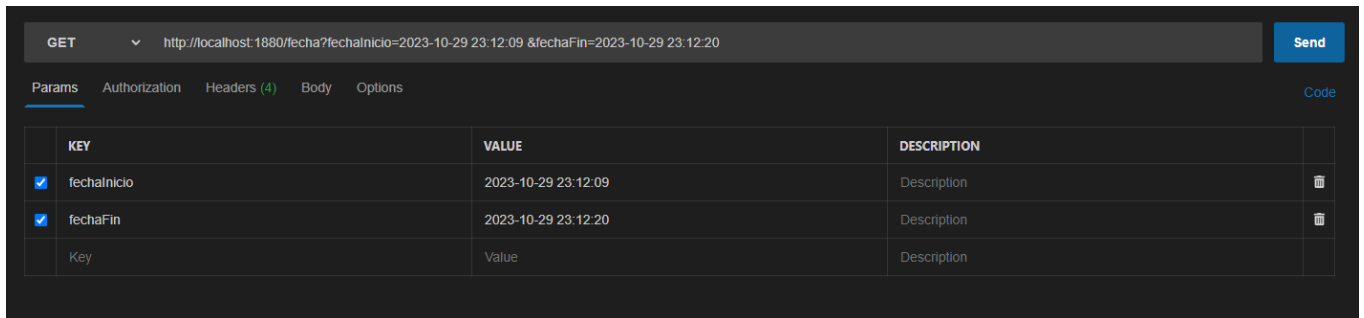 GET http://localhost:1880/fecha?fechaInicio=2023-10-29 23:12:09 &fechaFin=2023-10-29 23:12:20 Send
Params Authorization Headers (4) Body Options Code
KEY VALUE DESCRIPTION
fechaInicio 2023-10-29 23:12:09 Description
fechaFin 2023-10-29 23:12:20 Description
Key Value Description